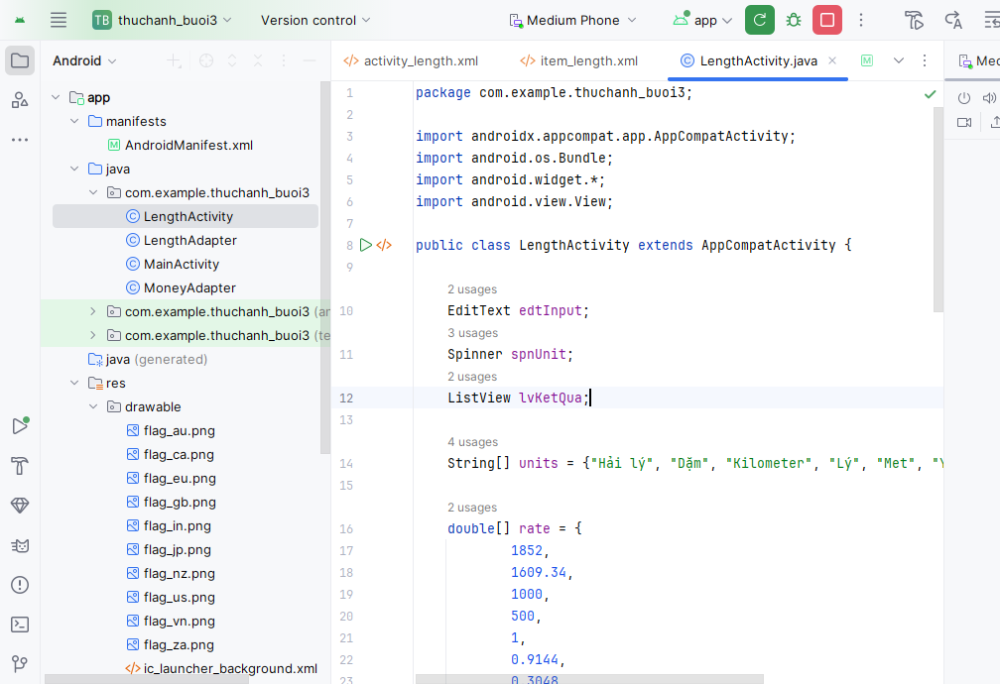 TB thuchanh_buoi3 Version control Medium Phone app
Android
activity_length.xml item_length.xml LengthActivity.java
app
manifests
AndroidManifest.xml
java
com.example.thuchanh_buoi3
LengthActivity
LengthAdapter
MainActivity
MoneyAdapter
com.example.thuchanh_buoi3
com.example.thuchanh_buoi3
java (generated)
res
drawable
flag_au.png
flag_ca.png
flag_eu.png
flag_gb.png
flag_in.png
flag_jp.png
flag_nz.png
flag_us.png
flag_vn.png
flag_za.png
ic_launcher_background.xml
1 package com.example.thuchanh_buoi3;
2
3 import androidx.appcompat.app.AppCompatActivity;
4 import android.os.Bundle;
5 import android.widget.*;
6 import android.view.View;
7
8 public class LengthActivity extends AppCompatActivity {
9
2 usages
10 EditText edtInput;
3 usages
11 Spinner spnUnit;
2 usages
12 ListView lvKetQua;
13
4 usages
14 String[] units = {"Hải lý", "Dặm", "Kilometer", "Lý", "Met", "Y
15
2 usages
16 double[] rate = {
17 1852,
18 1609.34,
19 1000,
20 500,
21 1,
22 0.9144,
23 0.3048